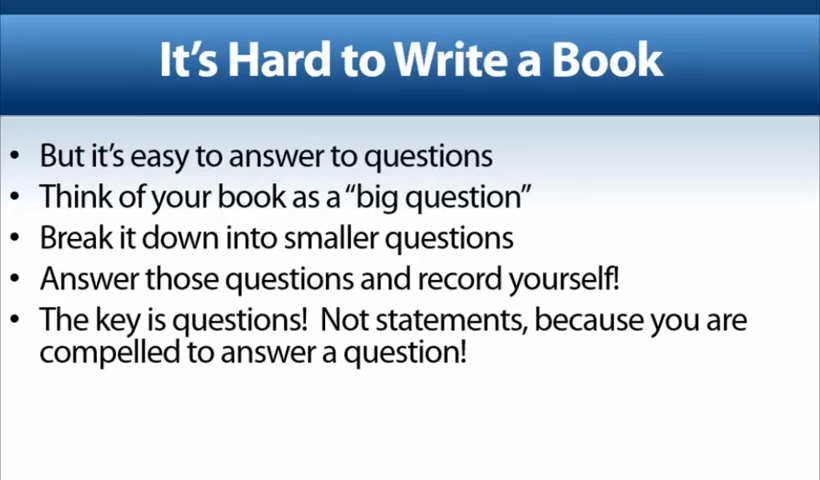 It's Hard to Write a Book
• But it's easy to answer to questions
• Think of your book as a “big question”
• Break it down into smaller questions
• Answer those questions and record yourself!
• The key is questions!  Not statements, because you are
compelled to answer a question!